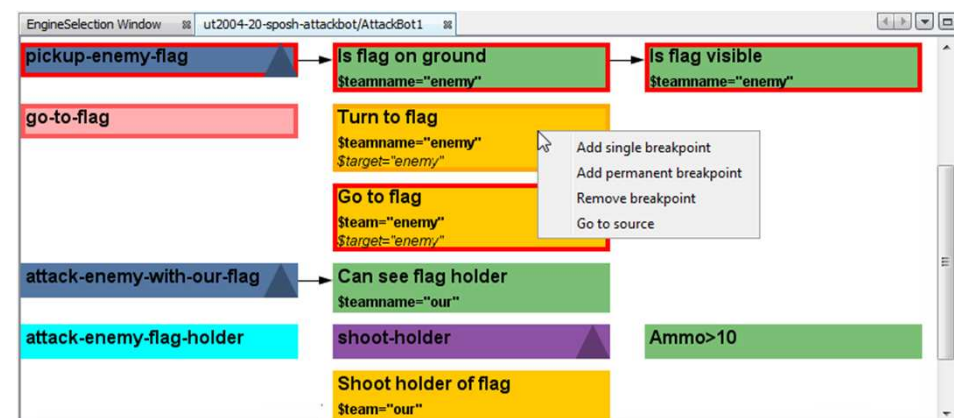 EngineSelection Window
ut2004-20-sposh-attackbot/AttackBot1
pickup-enemy-flag
Is flag on ground
$teamname="enemy"
Is flag visible
$teamname="enemy"
go-to-flag
Turn to flag
$teamname="enemy"
$target="enemy"
Add single breakpoint
Add permanent breakpoint
Remove breakpoint
Go to source
Go to flag
$team="enemy"
$target="enemy"
attack-enemy-with-our-flag
Can see flag holder
$teamname="our"
attack-enemy-flag-holder
shoot-holder
Ammo>10
Shoot holder of flag
$team="our"